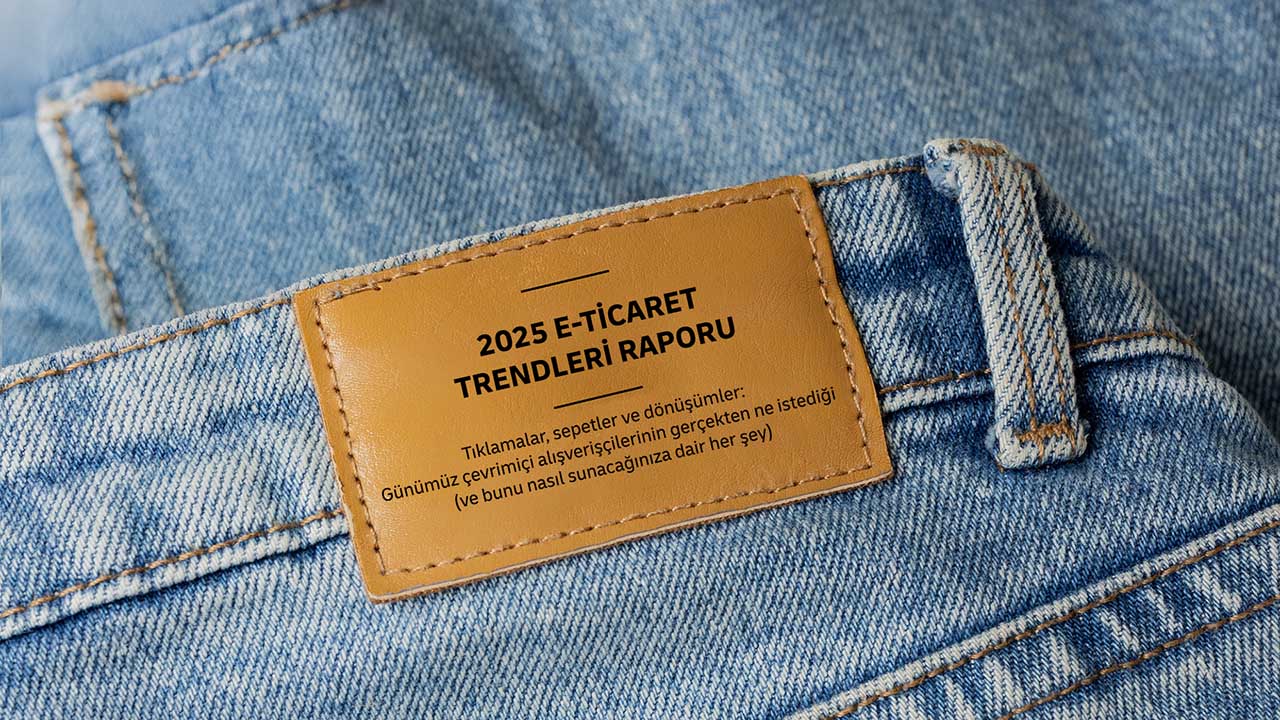 2025 E-TİCARET
TRENDLERİ RAPORU
Tıklamalar, sepetler ve dönüşümler:
Günümüz çevrimiçi alışverişçilerinin gerçekten ne istediği
(ve bunu nasıl sunacağınıza dair her şey)